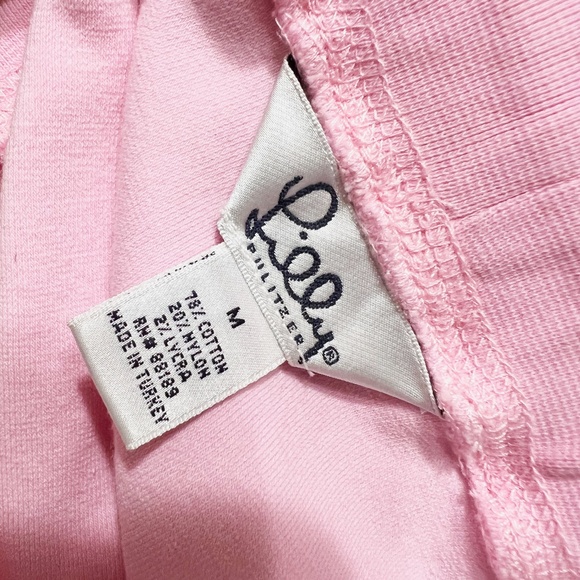 Lilly®
PULITZER
M
78% COTTON
20% NYLON
2% LYCRA
RN# 88189
MADE IN TURKEY